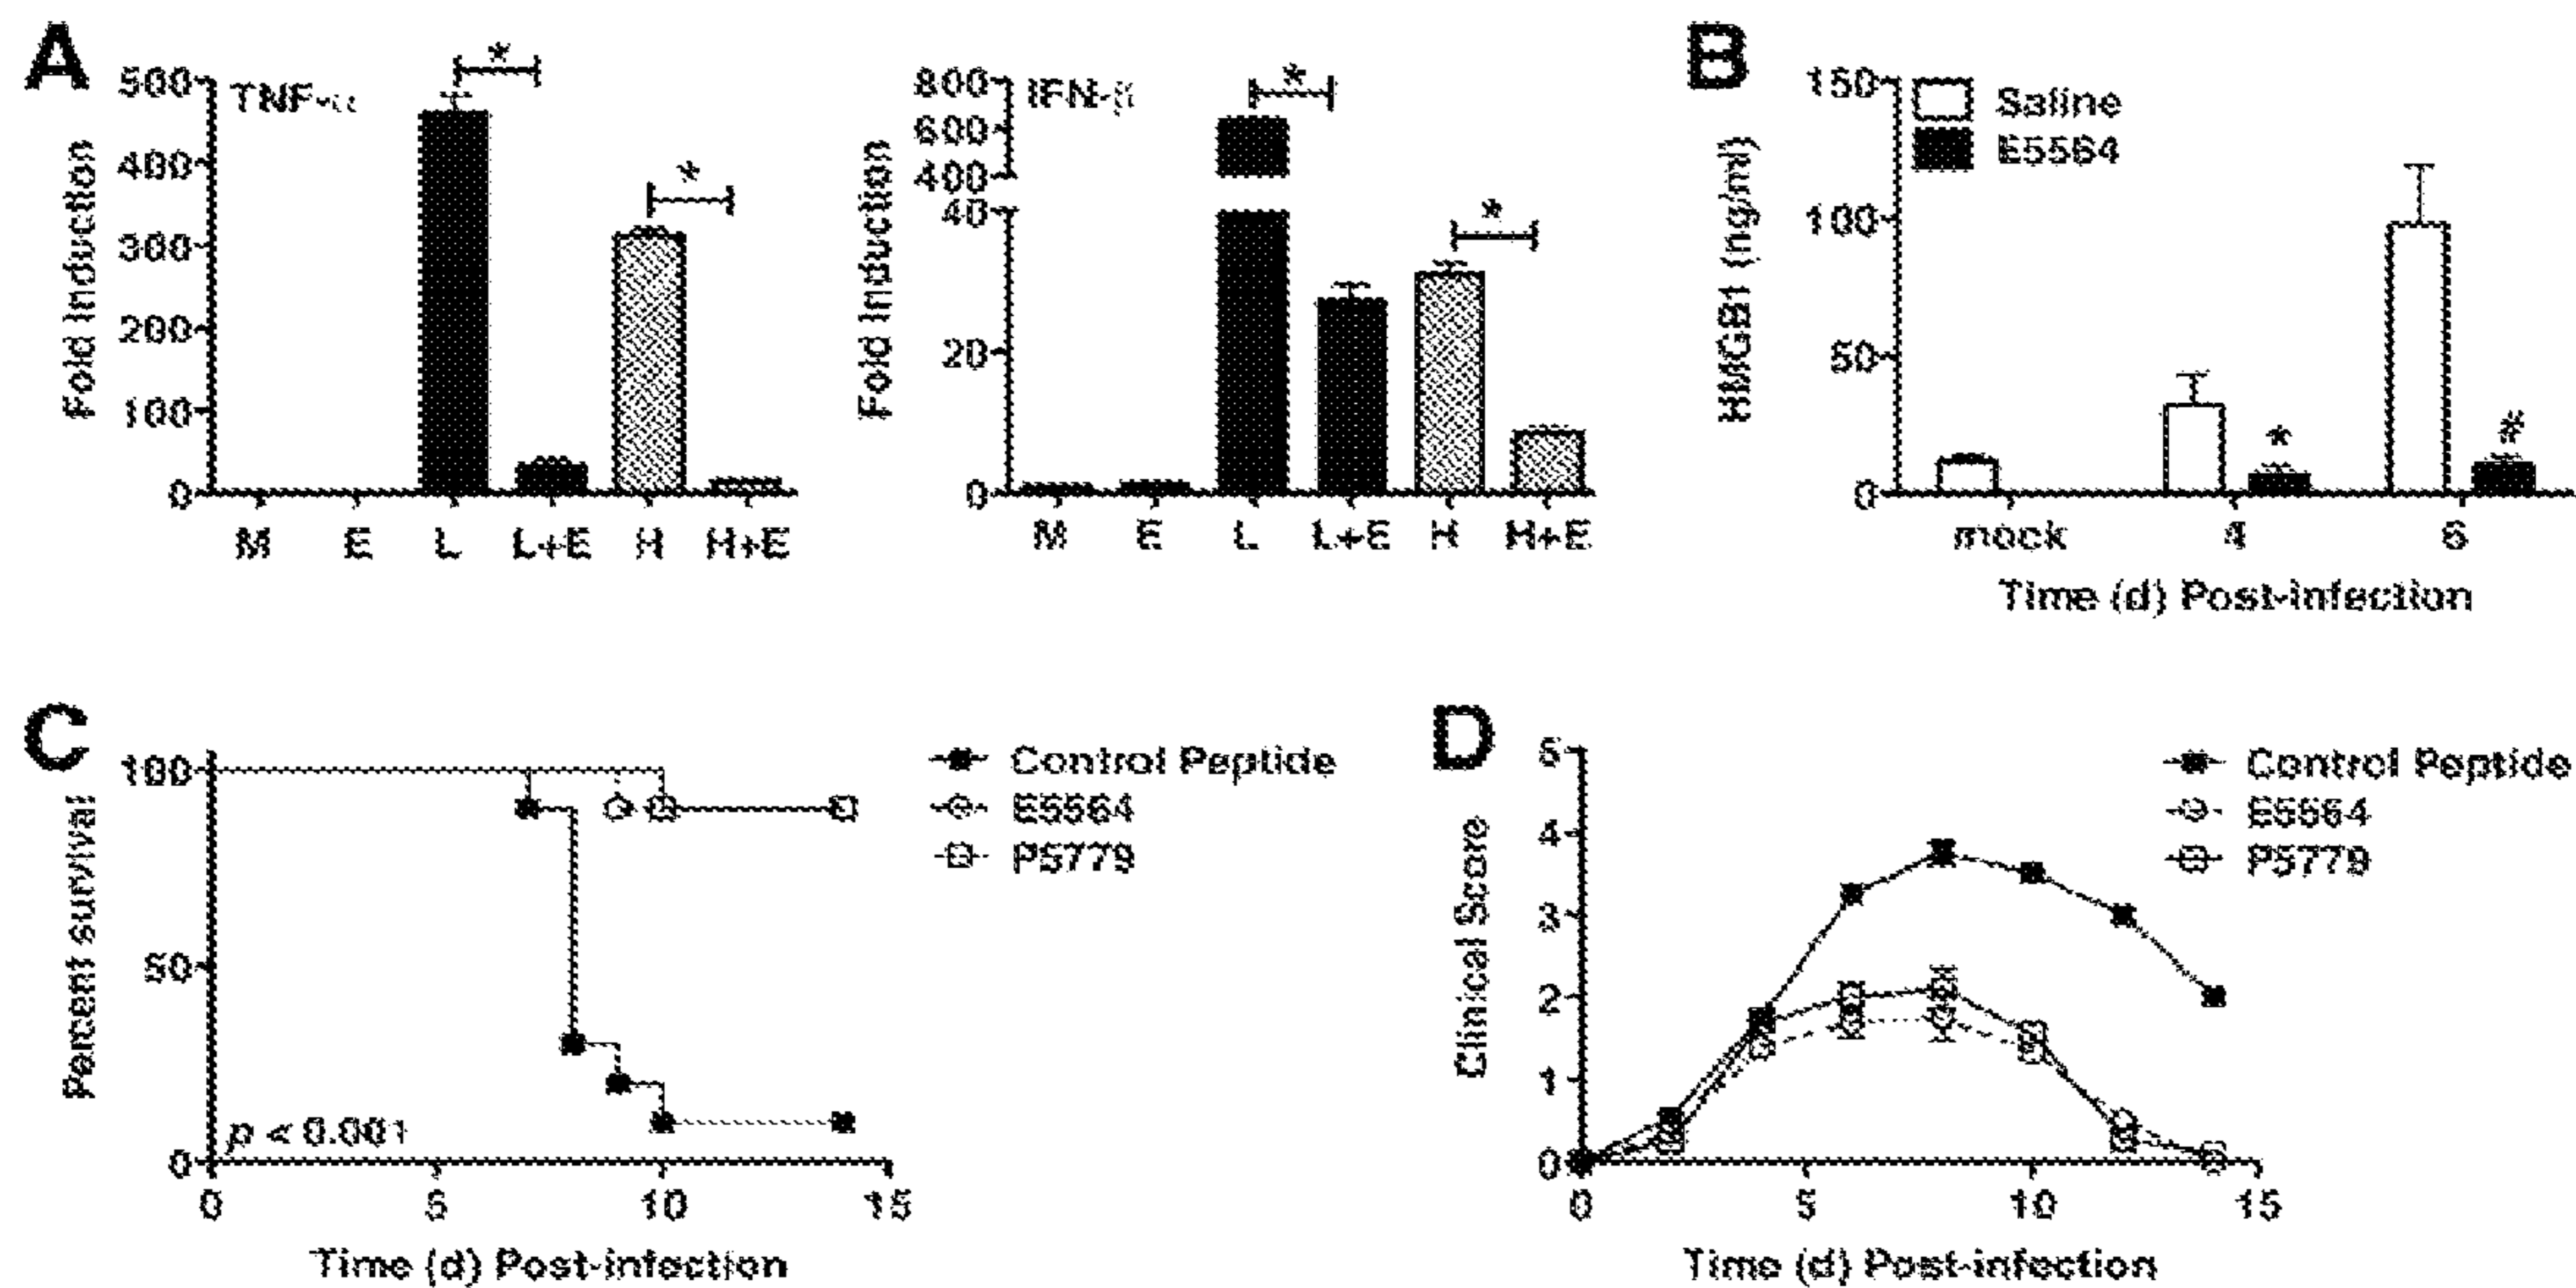 A
TNF-α
Fold Induction
500
400
300
200
100
0
*
*
M E L L+E H H+E
IFN-β
Fold Induction
800
600
400
40
20
0
*
*
M E L L+E H H+E
B
HMGB1 (ng/ml)
150
100
50
0
Saline
E5564
*
#
mock 4 6
Time (d) Post-infection
C
Percent survival
100
50
0
Control Peptide
E5564
P5779
p < 0.001
0 5 10 15
Time (d) Post-infection
D
Clinical Score
5
4
3
2
1
0
Control Peptide
E5564
P5779
0 5 10 15
Time (d) Post-infection